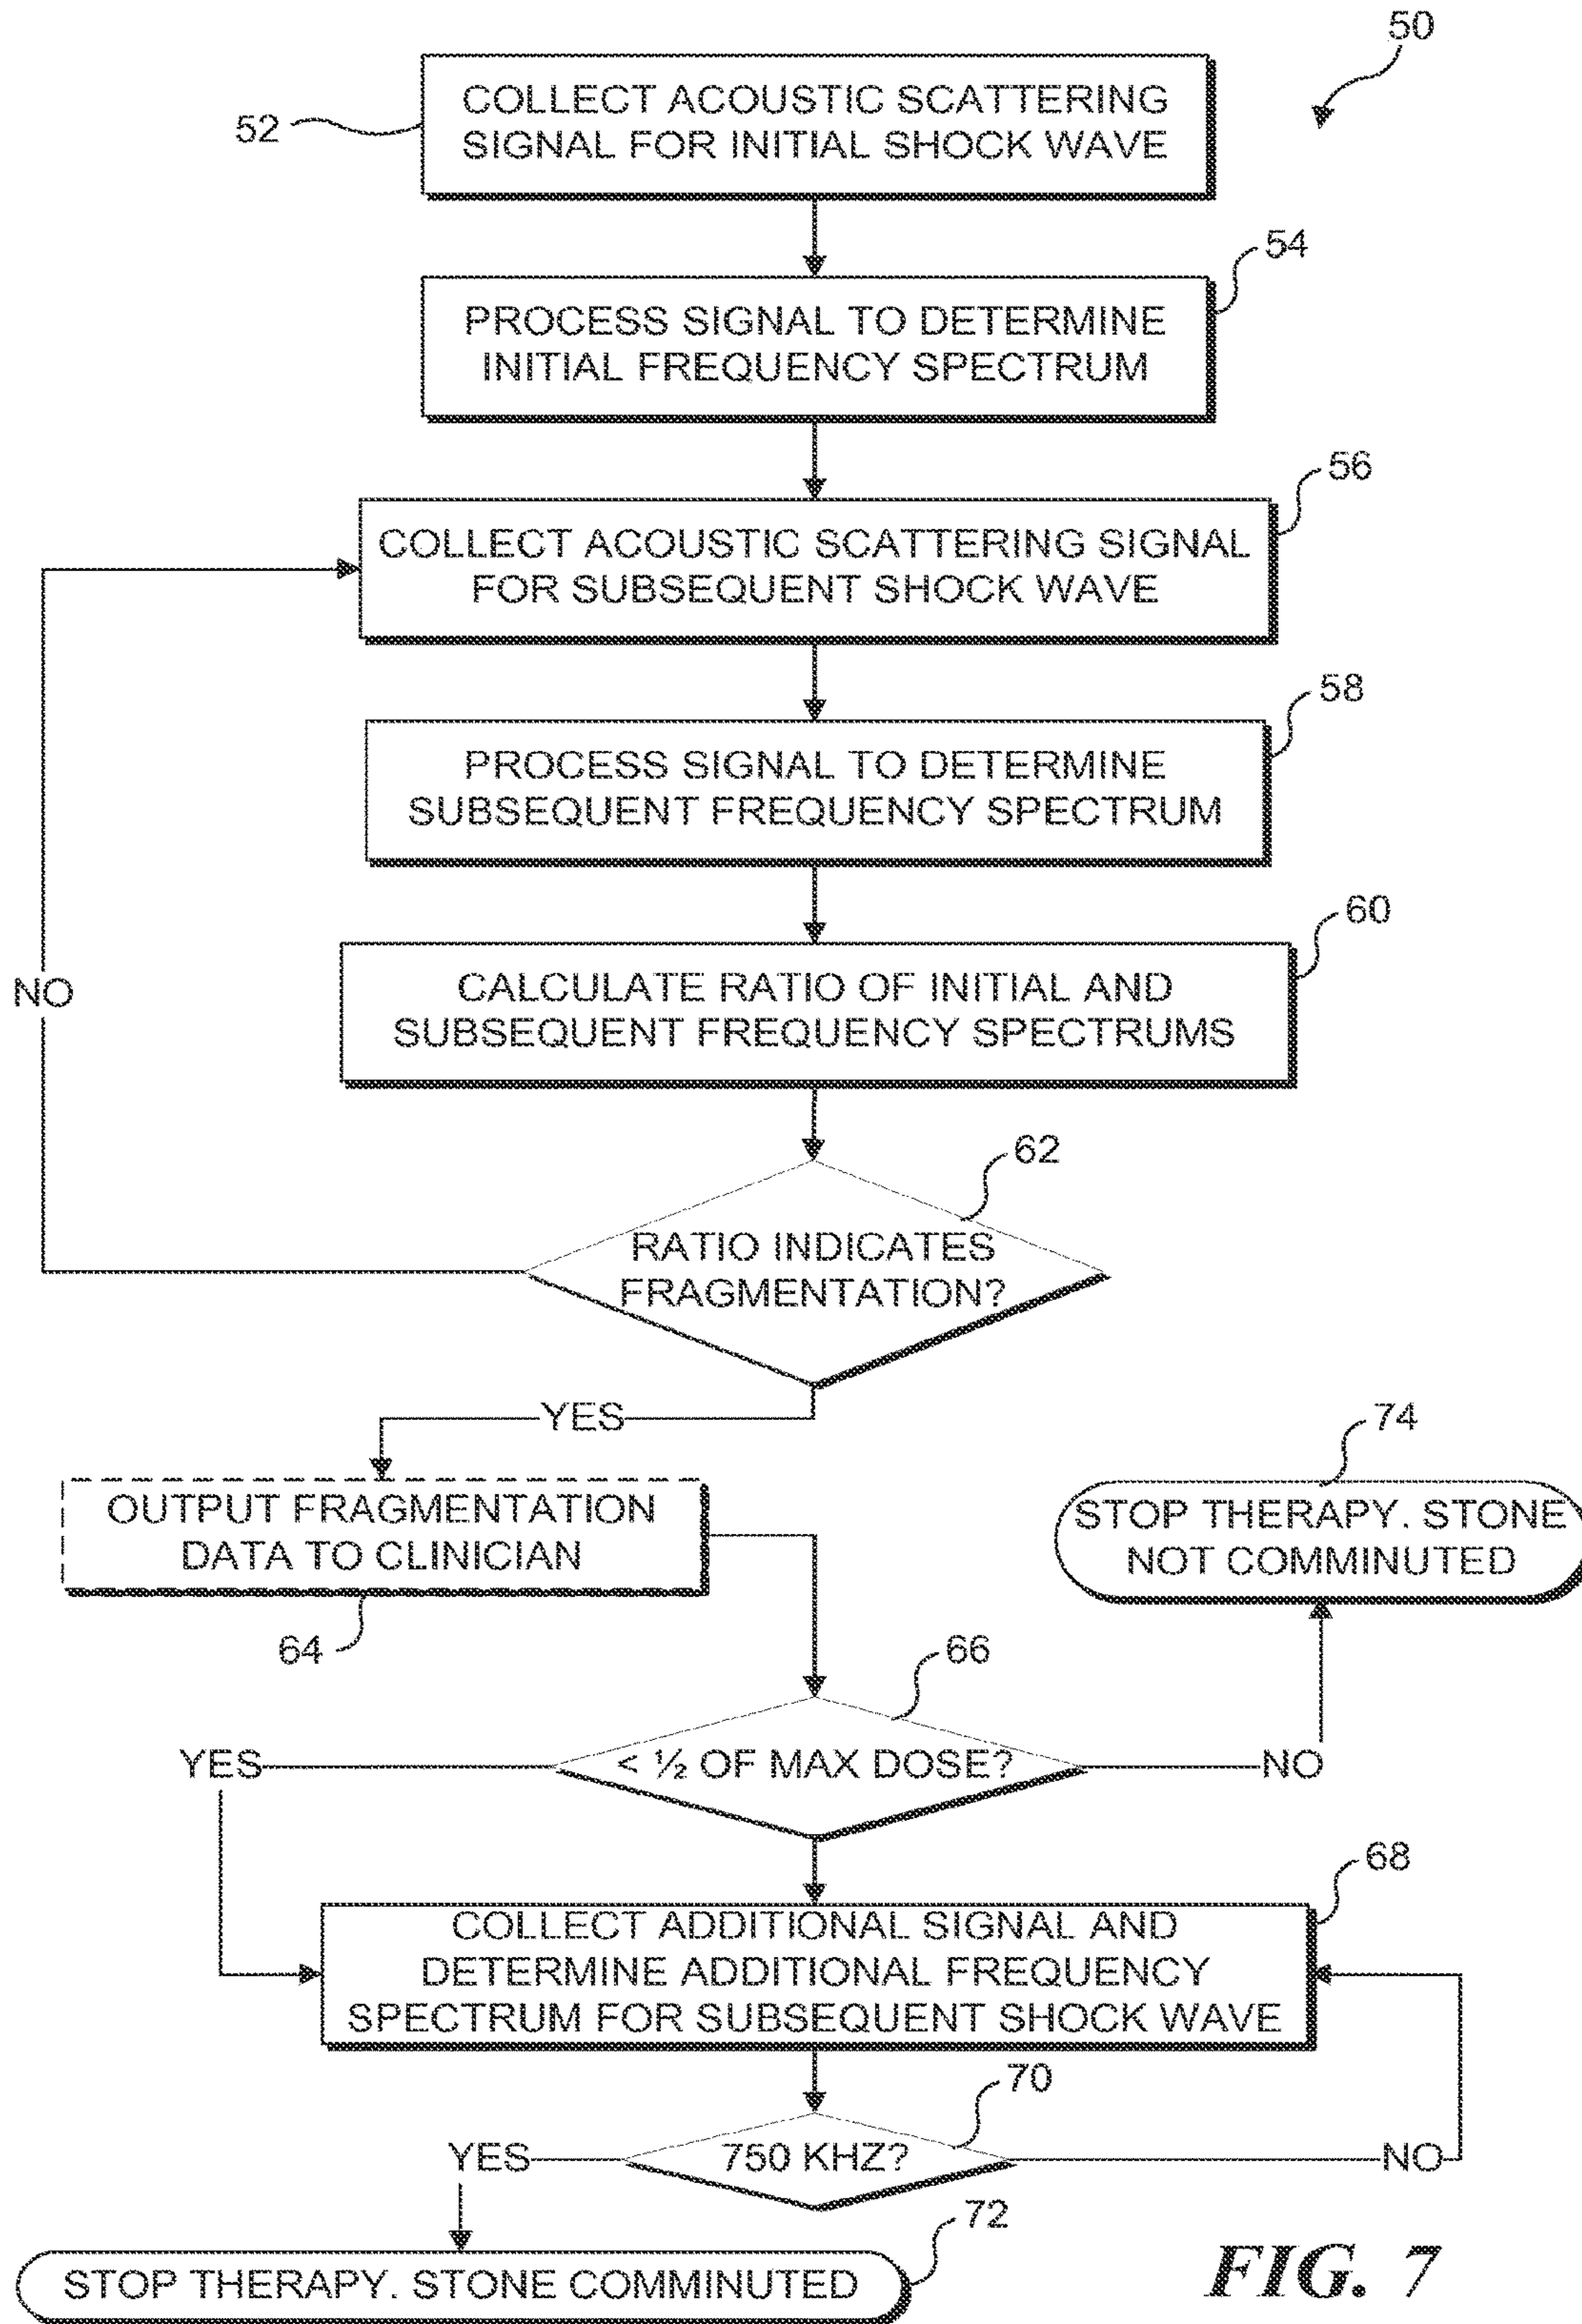 50
COLLECT ACOUSTIC SCATTERING
SIGNAL FOR INITIAL SHOCK WAVE
52
54
PROCESS SIGNAL TO DETERMINE
INITIAL FREQUENCY SPECTRUM
56
COLLECT ACOUSTIC SCATTERING SIGNAL
FOR SUBSEQUENT SHOCK WAVE
58
PROCESS SIGNAL TO DETERMINE
SUBSEQUENT FREQUENCY SPECTRUM
60
CALCULATE RATIO OF INITIAL AND
SUBSEQUENT FREQUENCY SPECTRUMS
NO
62
RATIO INDICATES
FRAGMENTATION?
YES
74
OUTPUT FRAGMENTATION
DATA TO CLINICIAN
64
STOP THERAPY. STONE
NOT COMMINUTED
66
YES
< ½ OF MAX DOSE?
NO
68
COLLECT ADDITIONAL SIGNAL AND
DETERMINE ADDITIONAL FREQUENCY
SPECTRUM FOR SUBSEQUENT SHOCK WAVE
70
YES
750 KHZ?
NO
72
STOP THERAPY. STONE COMMINUTED
FIG. 7